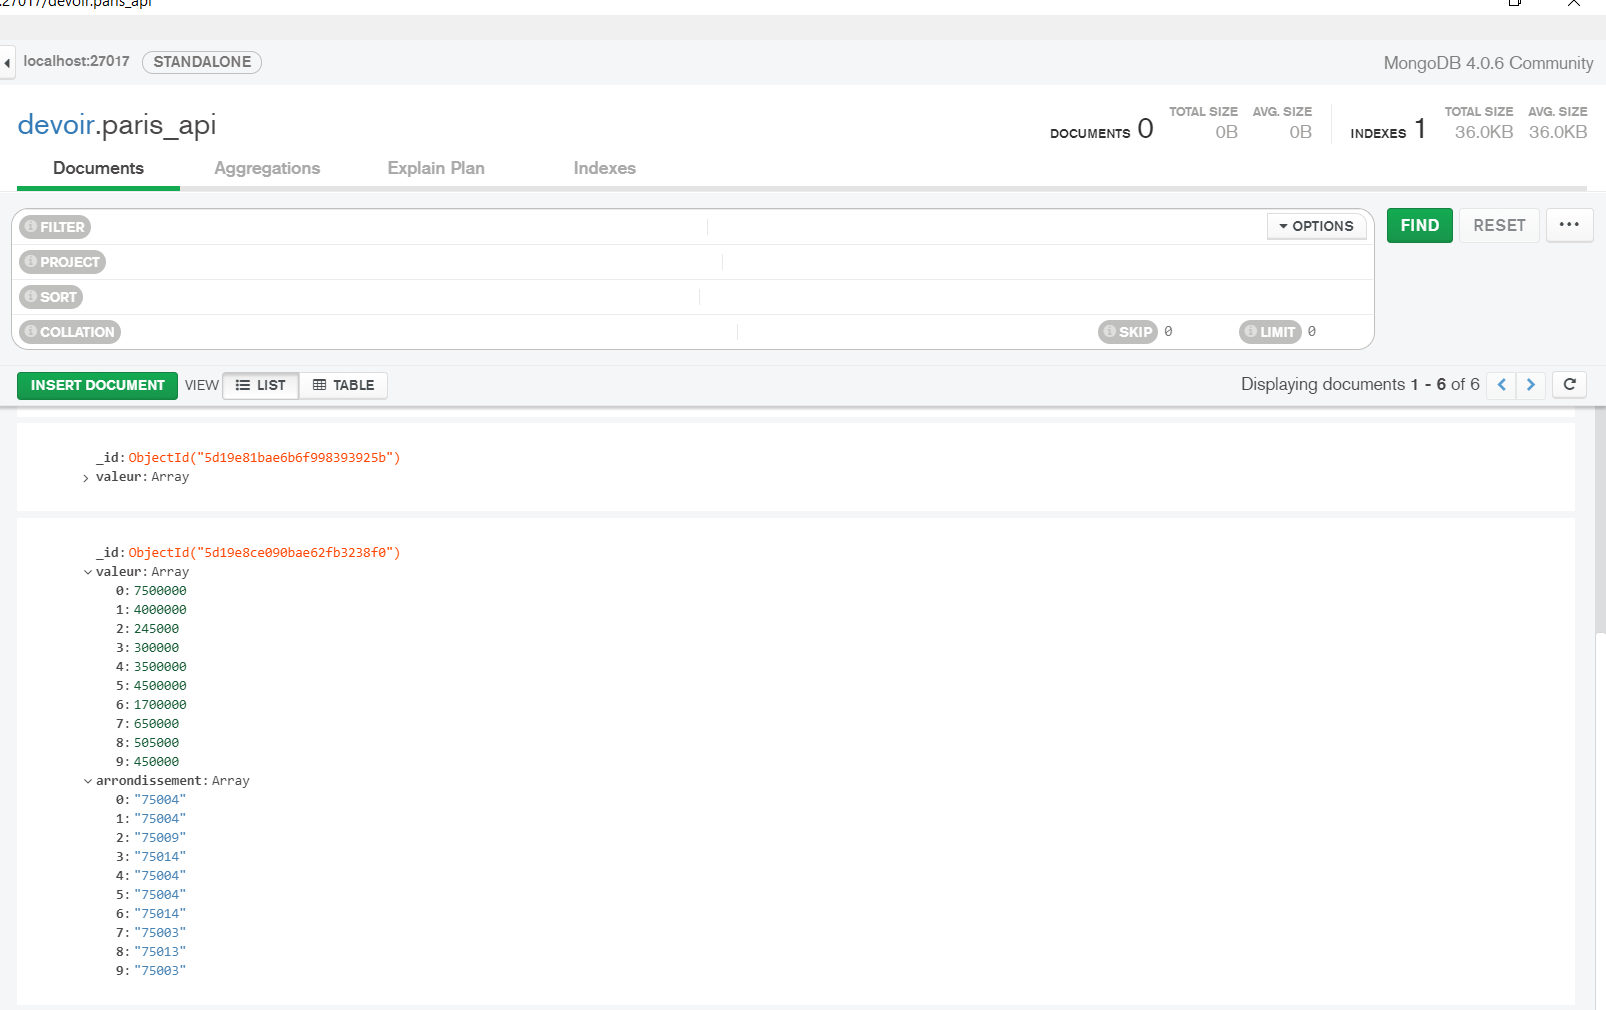 :27017/devoir.paris_api
localhost:27017 STANDALONE MongoDB 4.0.6 Community
devoir.paris_api DOCUMENTS 0 TOTAL SIZE 0B AVG. SIZE 0B INDEXES 1 TOTAL SIZE 36.0KB AVG. SIZE 36.0KB
Documents Aggregations Explain Plan Indexes
FILTER OPTIONS FIND RESET ...
PROJECT
SORT
COLLATION SKIP 0 LIMIT 0
INSERT DOCUMENT VIEW LIST TABLE Displaying documents 1 - 6 of 6
_id: ObjectId("5d19e81bae6b6f998393925b")
valeur: Array
_id: ObjectId("5d19e8ce090bae62fb3238f0")
valeur: Array
0: 7500000
1: 4000000
2: 245000
3: 300000
4: 3500000
5: 4500000
6: 1700000
7: 650000
8: 505000
9: 450000
arrondissement: Array
0: "75004"
1: "75004"
2: "75009"
3: "75014"
4: "75004"
5: "75004"
6: "75014"
7: "75003"
8: "75013"
9: "75003"